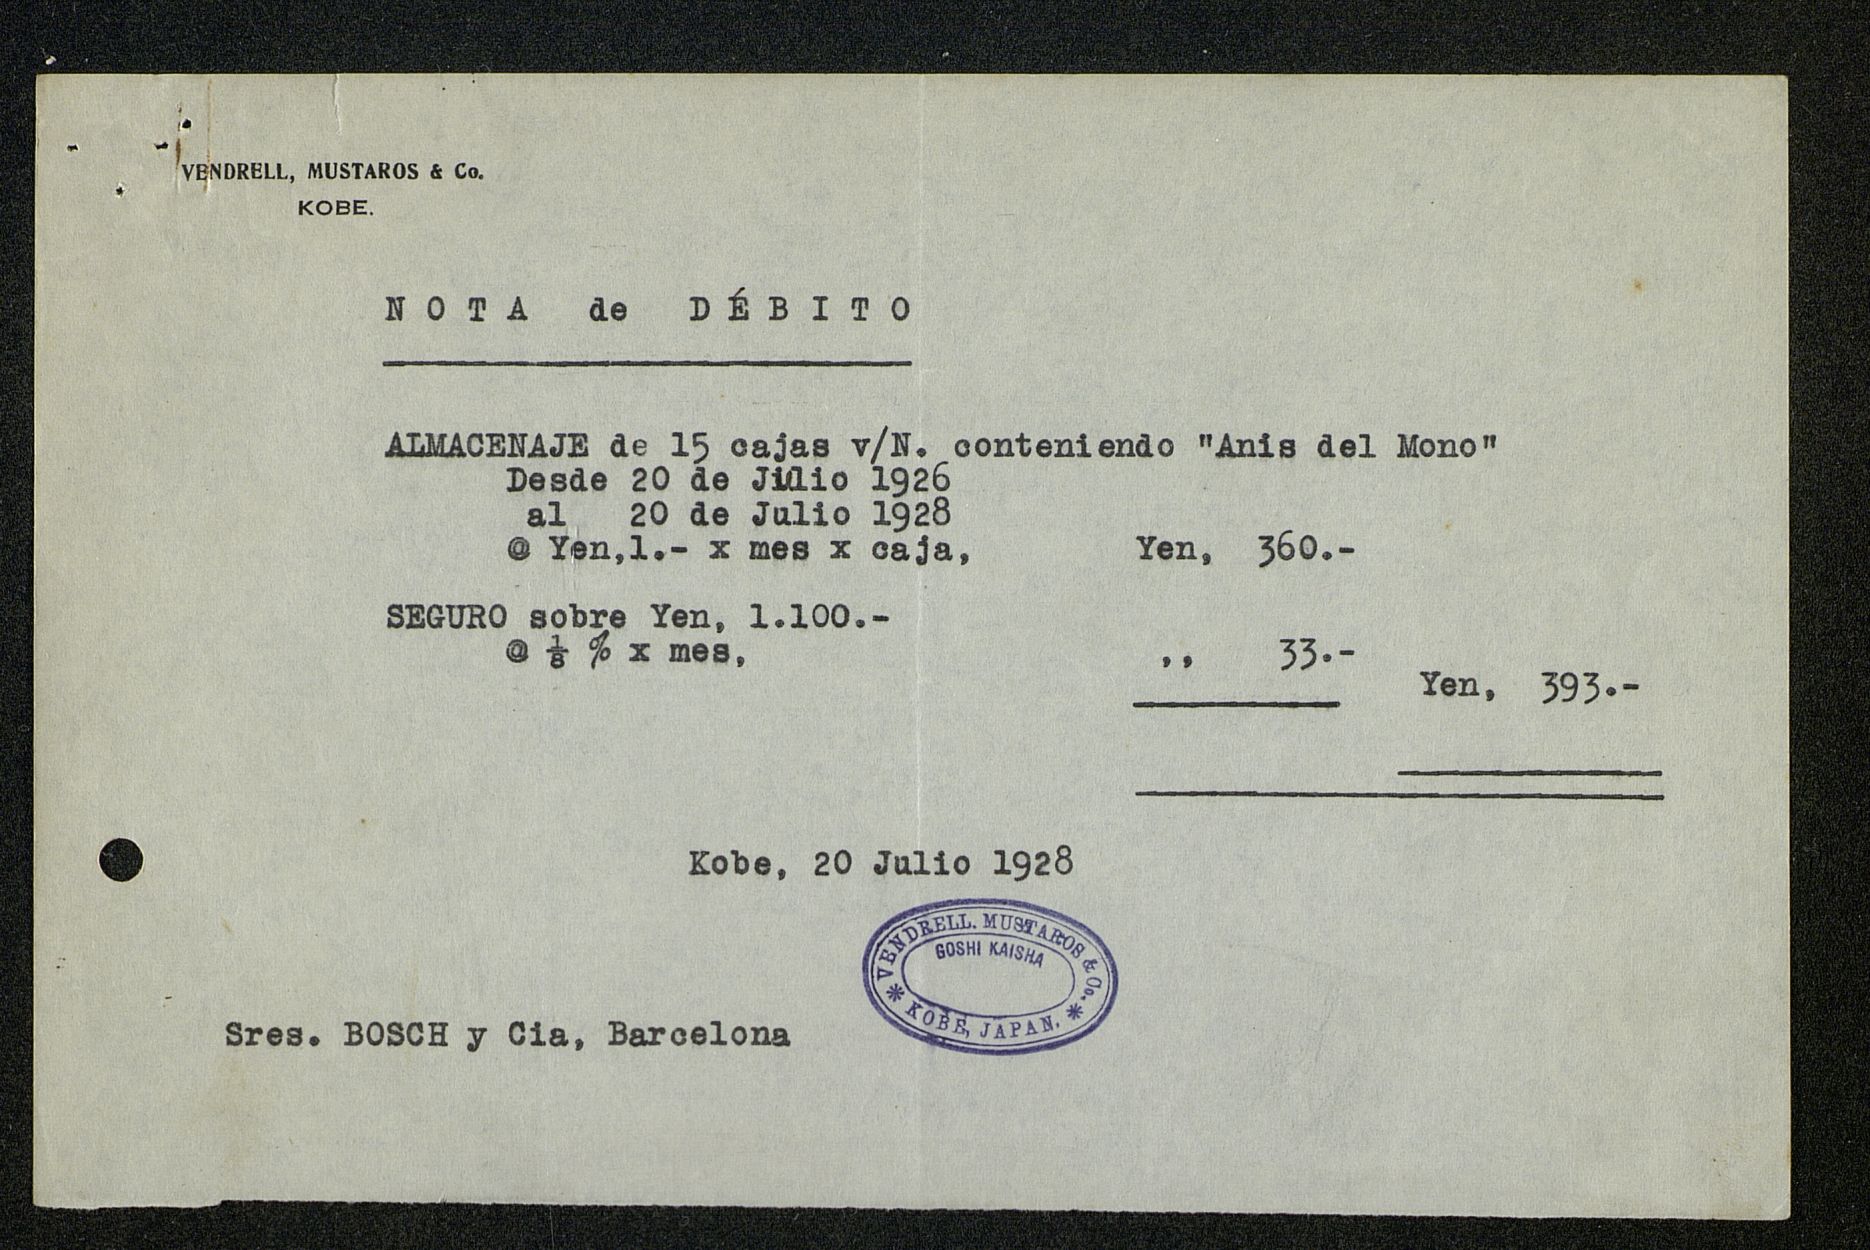 VENDRELL, MUSTAROS & Co.
KOBE.
NOTA de DÉBITO
ALMACENAJE de 15 cajas v/N. conteniendo "Anis del Mono"
Desde 20 de Julio 1926
al 20 de Julio 1928
@ Yen,1.- x mes x caja, Yen, 360.-
SEGURO sobre Yen, 1.100.-
@ ⅛ % x mes, ,, 33.-
Yen, 393.-
Kobe, 20 Julio 1928
VENDRELL. MUSTAROS & Co.
GOSHI KAISHA
KOBE, JAPAN.
Sres. BOSCH y Cia, Barcelona